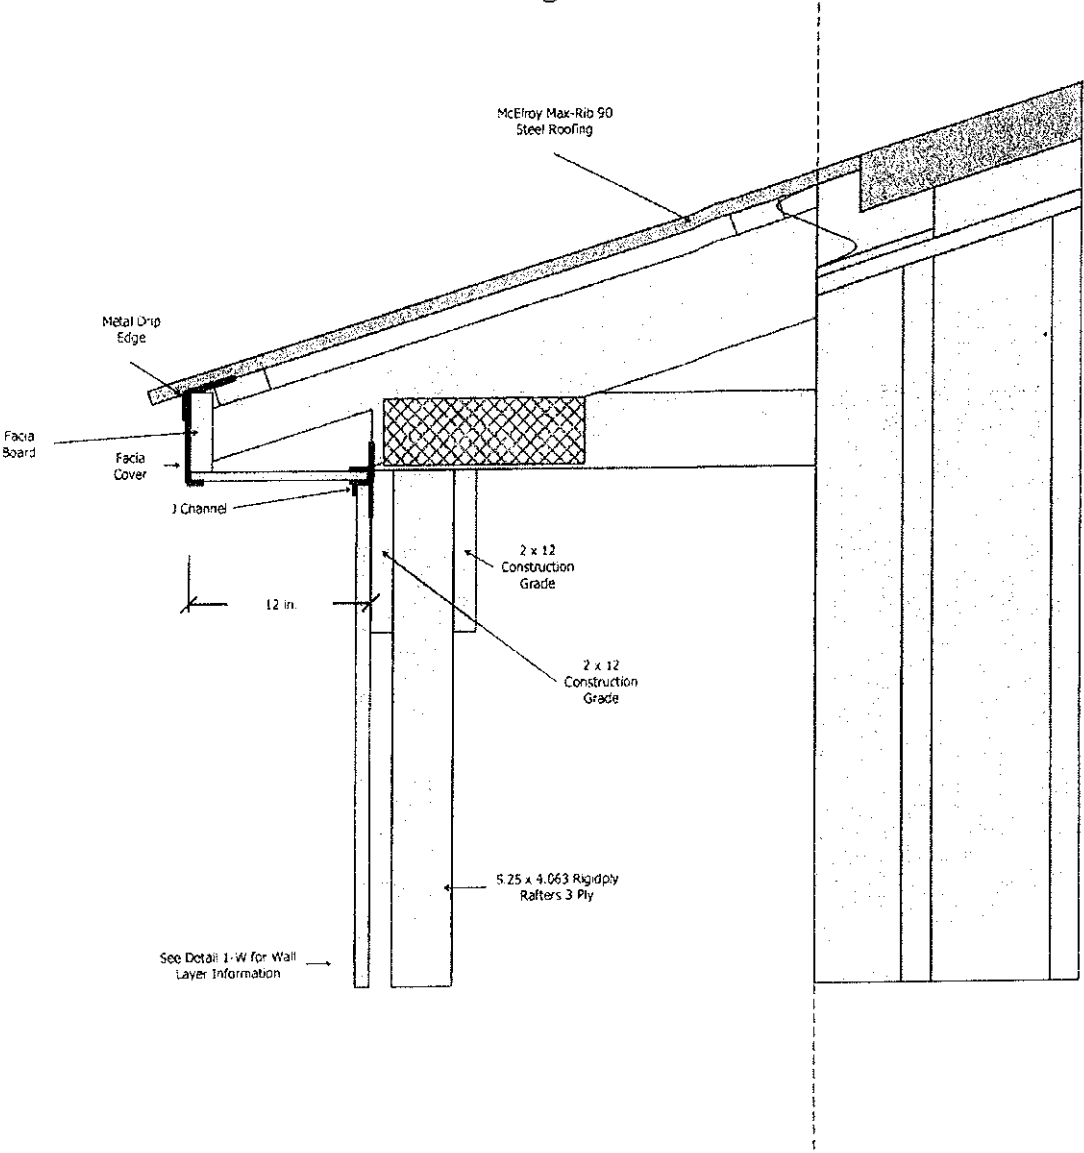 McElroy Max-Rib 90
Steel Roofing
Metal Drip
Edge
Facia
Board
Facia
Cover
J Channel
2 x 12
Construction
Grade
12 in.
2 x 12
Construction
Grade
5.25 x 4.063 Rigidply
Rafters 3 Ply
See Detail 1-W for Wall
Layer Information